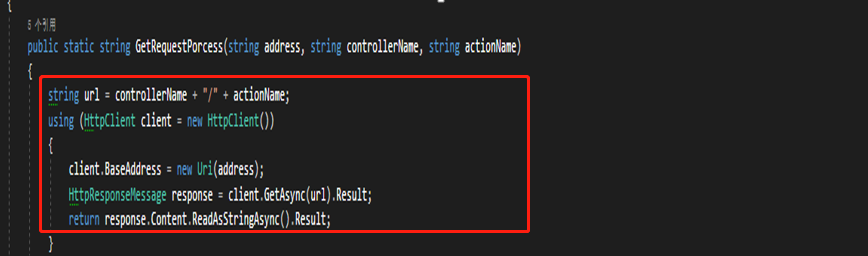 {
5 个引用
public static string GetRequestPorcess(string address, string controllerName, string actionName)
{
string url = controllerName + "/" + actionName;
using (HttpClient client = new HttpClient())
{
client.BaseAddress = new Uri(address);
HttpResponseMessage response = client.GetAsync(url).Result;
return response.Content.ReadAsStringAsync().Result;
}